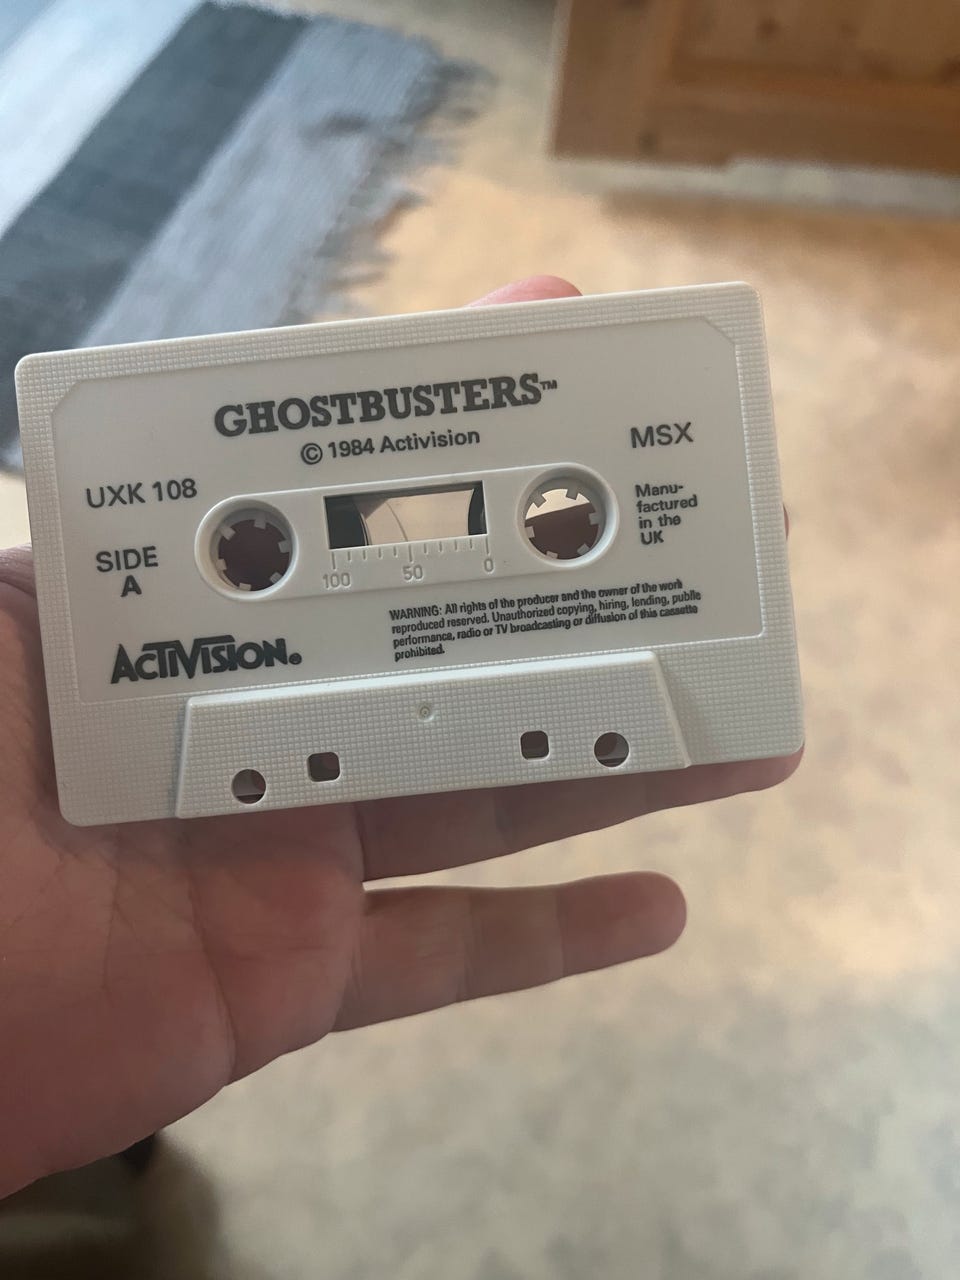 GHOSTBUSTERS™
© 1984 Activision
MSX
UXK 108
SIDE
A
Manu-
factured
in the
UK
100 50 0
WARNING: All rights of the producer and the owner of the work
reproduced reserved. Unauthorized copying, hiring, lending, public
performance, radio or TV broadcasting or diffusion of this cassette
prohibited.
ACTIVISION®